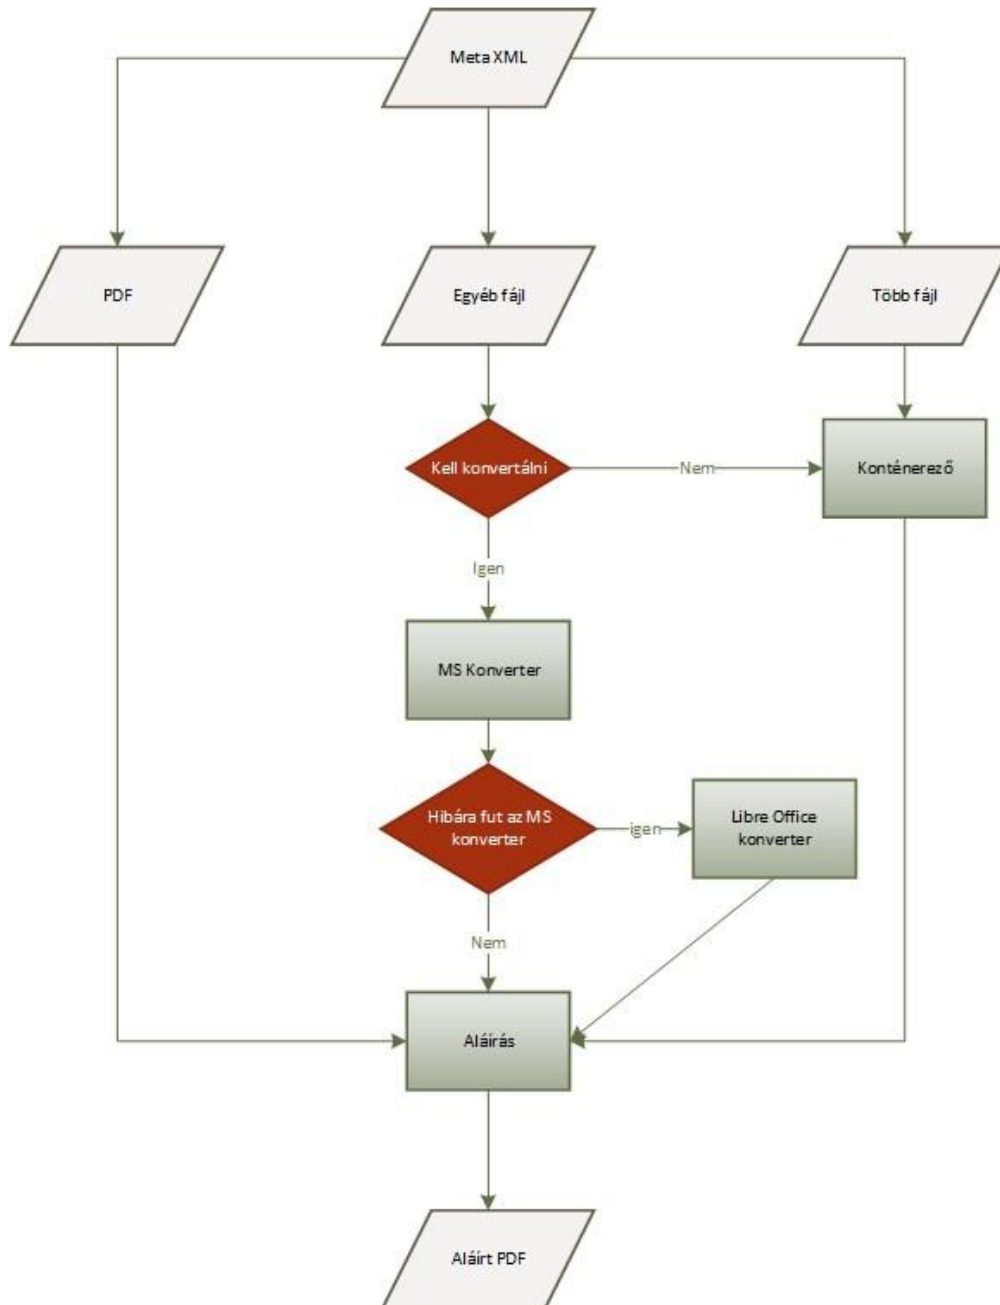 Meta XML
PDF
Egyéb fájl
Több fájl
Kell konvertálni
Nem
Konténerező
Igen
MS Konverter
Hibára fut az MS
konverter
igen
Libre Office
konverter
Nem
Aláírás
Aláírt PDF